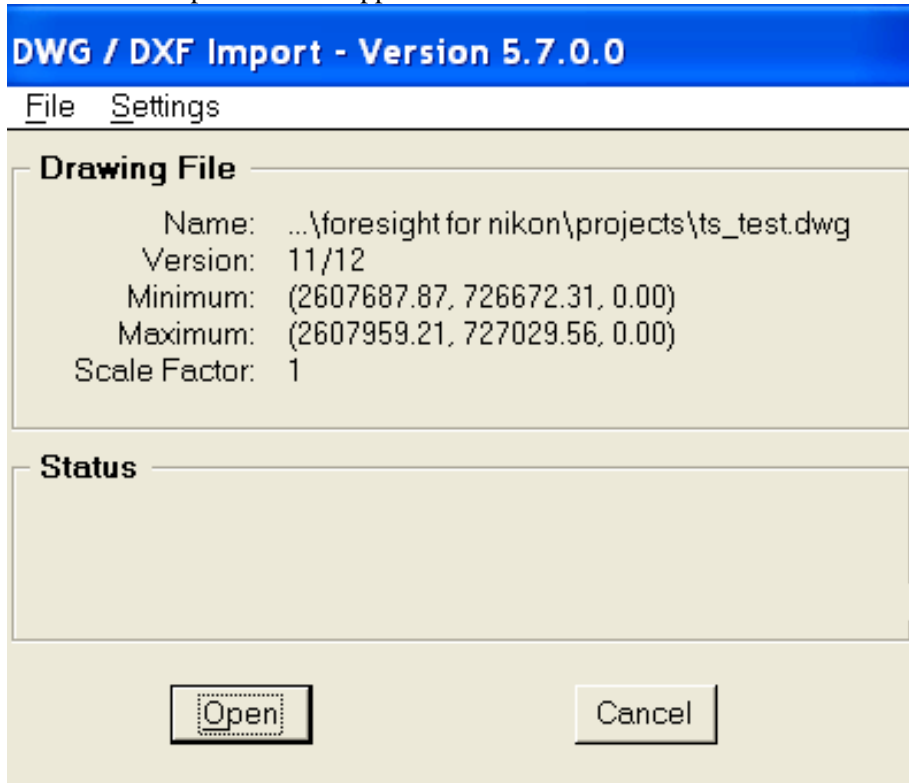 DWG / DXF Import - Version 5.7.0.0
File Settings
Drawing File
Name: ...\foresight for nikon\projects\ts_test.dwg
Version: 11/12
Minimum: (2607687.87, 726672.31, 0.00)
Maximum: (2607959.21, 727029.56, 0.00)
Scale Factor: 1
Status
Open Cancel